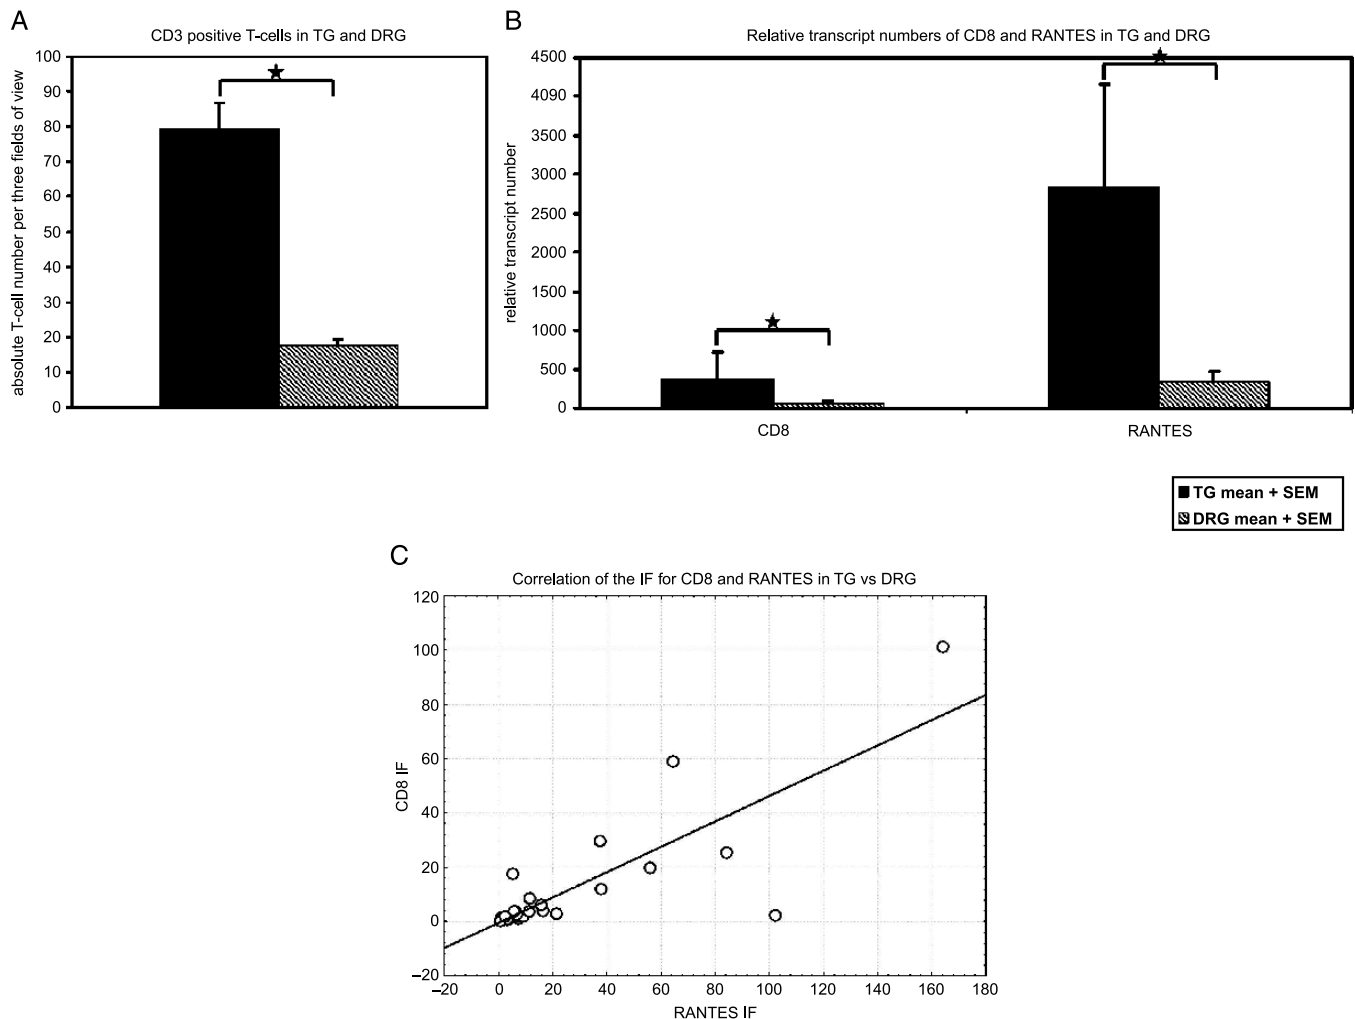 A
CD3 positive T-cells in TG and DRG
absolute T-cell number per three fields of view
100
90
80
70
60
50
40
30
20
10
0
B
Relative transcript numbers of CD8 and RANTES in TG and DRG
relative transcript number
4500
4090
3500
3000
2500
4000
1500
1000
500
0
CD8
RANTES
TG mean + SEM
DRG mean + SEM
C
Correlation of the IF for CD8 and RANTES in TG vs DRG
CD8 IF
120
100
80
60
40
20
0
–20
–20 0 20 40 60 80 100 120 140 160 180
RANTES IF